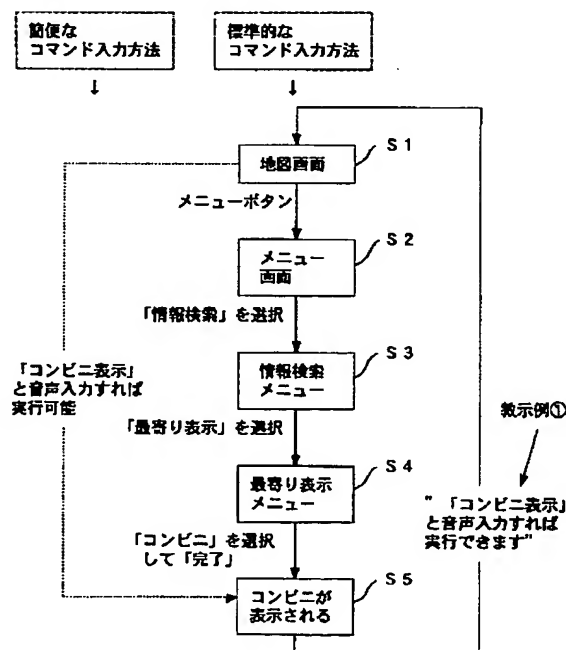 簡便な
コマンド入力方法
標準的な
コマンド入力方法
↓
↓
地図画面
S1
メニューボタン
メニュー
画面
S2
「情報検索」を選択
情報検索
メニュー
S3
「コンビニ表示」
と音声入力すれば
実行可能
「最寄り表示」を選択
教示例①
最寄り表示
メニュー
S4
" 「コンビニ表示」
と音声入力すれば
実行できます"
「コンビニ」を選択
して「完了」
コンビニが
表示される
S5